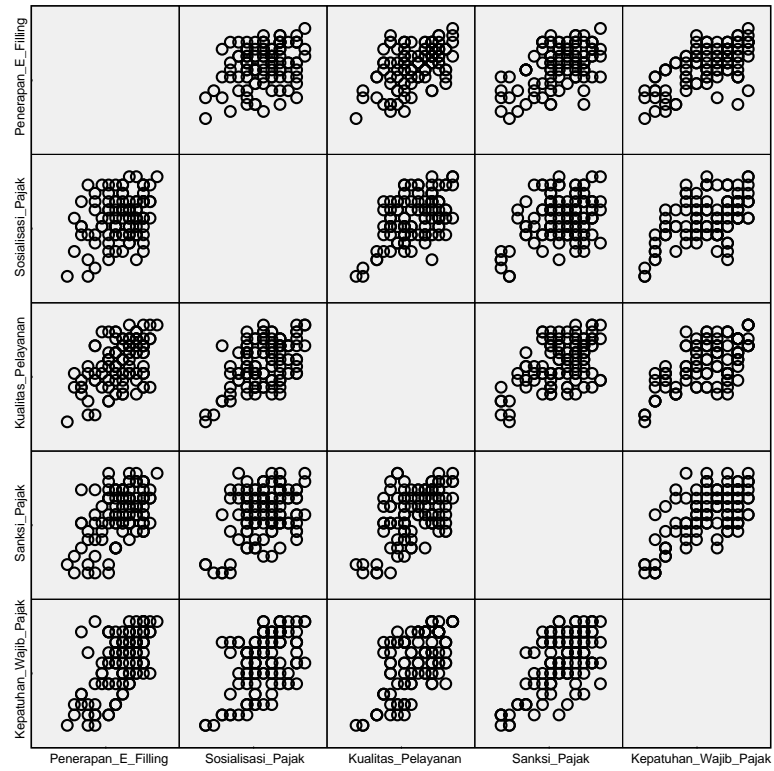 Penerapan_E_Filling
Sosialisasi_Pajak
Kualitas_Pelayanan
Sanksi_Pajak
Kepatuhan_Wajib_Pajak
Penerapan_E_Filling
Sosialisasi_Pajak
Kualitas_Pelayanan
Sanksi_Pajak
Kepatuhan_Wajib_Pajak